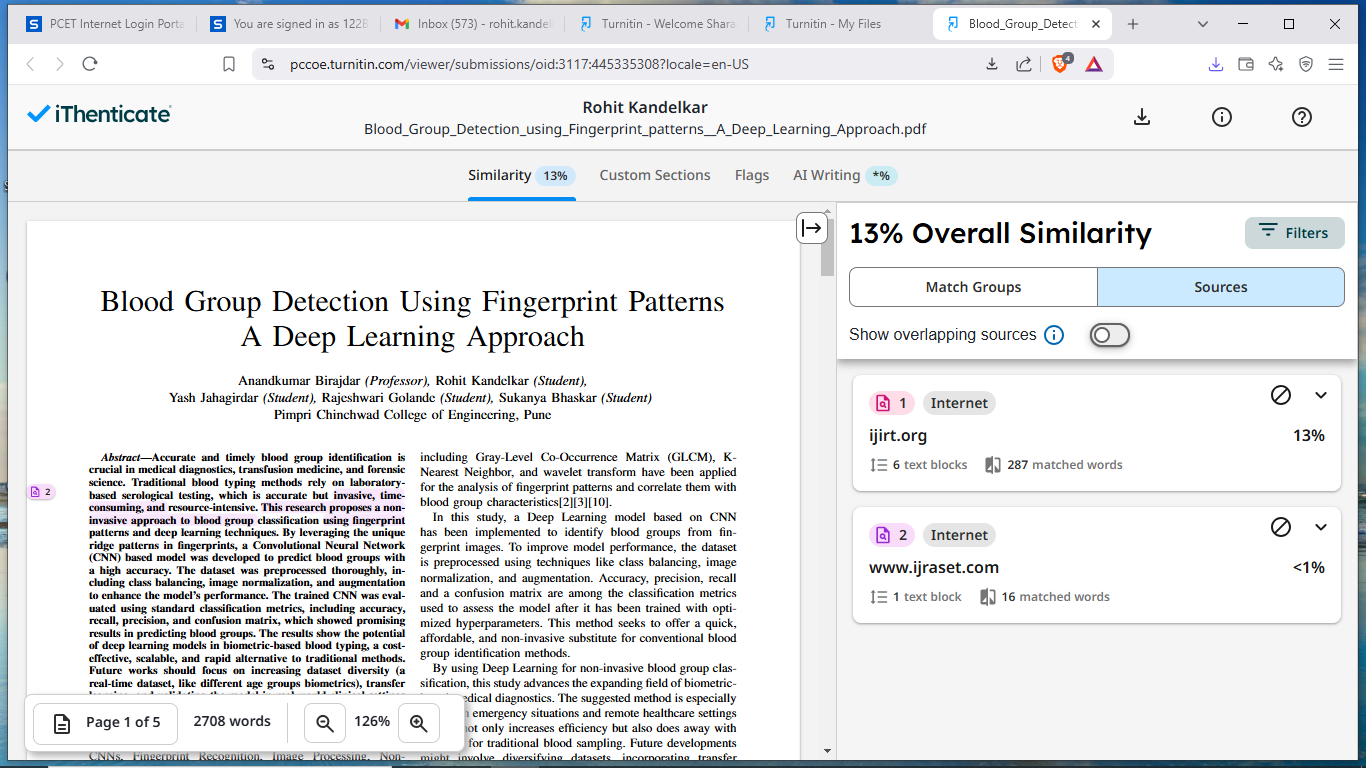 PCET Internet Login Porta
You are signed in as 122B
Inbox (573) - rohit.kandel
Turnitin - Welcome Shara
Turnitin - My Files
Blood_Group_Detect
pccoe.turnitin.com/viewer/submissions/oid:3117:445335308?locale=en-US
4
iThenticate
Rohit Kandelkar
Blood_Group_Detection_using_Fingerprint_patterns__A_Deep_Learning_Approach.pdf
Similarity 13%
Custom Sections
Flags
AI Writing *%
Blood Group Detection Using Fingerprint Patterns
A Deep Learning Approach
Anandkumar Birajdar (Professor), Rohit Kandelkar (Student),
Yash Jahagirdar (Student), Rajeshwari Golande (Student), Sukanya Bhaskar (Student)
Pimpri Chinchwad College of Engineering, Pune
Abstract—Accurate and timely blood group identification is
crucial in medical diagnostics, transfusion medicine, and forensic
science. Traditional blood typing methods rely on laboratory-
based serological testing, which is accurate but invasive, time-
2
consuming, and resource-intensive. This research proposes a non-
invasive approach to blood group classification using fingerprint
patterns and deep learning techniques. By leveraging the unique
ridge patterns in fingerprints, a Convolutional Neural Network
(CNN) based model was developed to predict blood groups with
a high accuracy. The dataset was preprocessed thoroughly, in-
cluding class balancing, image normalization, and augmentation
to enhance the model's performance. The trained CNN was eval-
uated using standard classification metrics, including accuracy,
recall, precision, and confusion matrix, which showed promising
results in predicting blood groups. The results show the potential
of deep learning models in biometric-based blood typing, a cost-
effective, scalable, and rapid alternative to traditional methods.
Future works should focus on increasing dataset diversity (a
real-time dataset, like different age groups biometrics), transfer
CNNs, Fingerprint Recognition, Image Processing, Non-
including Gray-Level Co-Occurrence Matrix (GLCM), K-
Nearest Neighbor, and wavelet transform have been applied
for the analysis of fingerprint patterns and correlate them with
blood group characteristics[2][3][10].
In this study, a Deep Learning model based on CNN
has been implemented to identify blood groups from fin-
gerprint images. To improve model performance, the dataset
is preprocessed using techniques like class balancing, image
normalization, and augmentation. Accuracy, precision, recall
and a confusion matrix are among the classification metrics
used to assess the model after it has been trained with opti-
mized hyperparameters. This method seeks to offer a quick,
affordable, and non-invasive substitute for conventional blood
group identification methods.
By using Deep Learning for non-invasive blood group clas-
sification, this study advances the expanding field of biometric-
edical diagnostics. The suggested method is especially
emergency situations and remote healthcare settings
ot only increases efficiency but also does away with
for traditional blood sampling. Future developments
might involve diversifying datasets, incorporating transfer
Page 1 of 5
2708 words
126%
13% Overall Similarity
Filters
Match Groups
Sources
Show overlapping sources
1 Internet
ijirt.org 13%
6 text blocks 287 matched words
2 Internet
www.ijraset.com <1%
1 text block 16 matched words